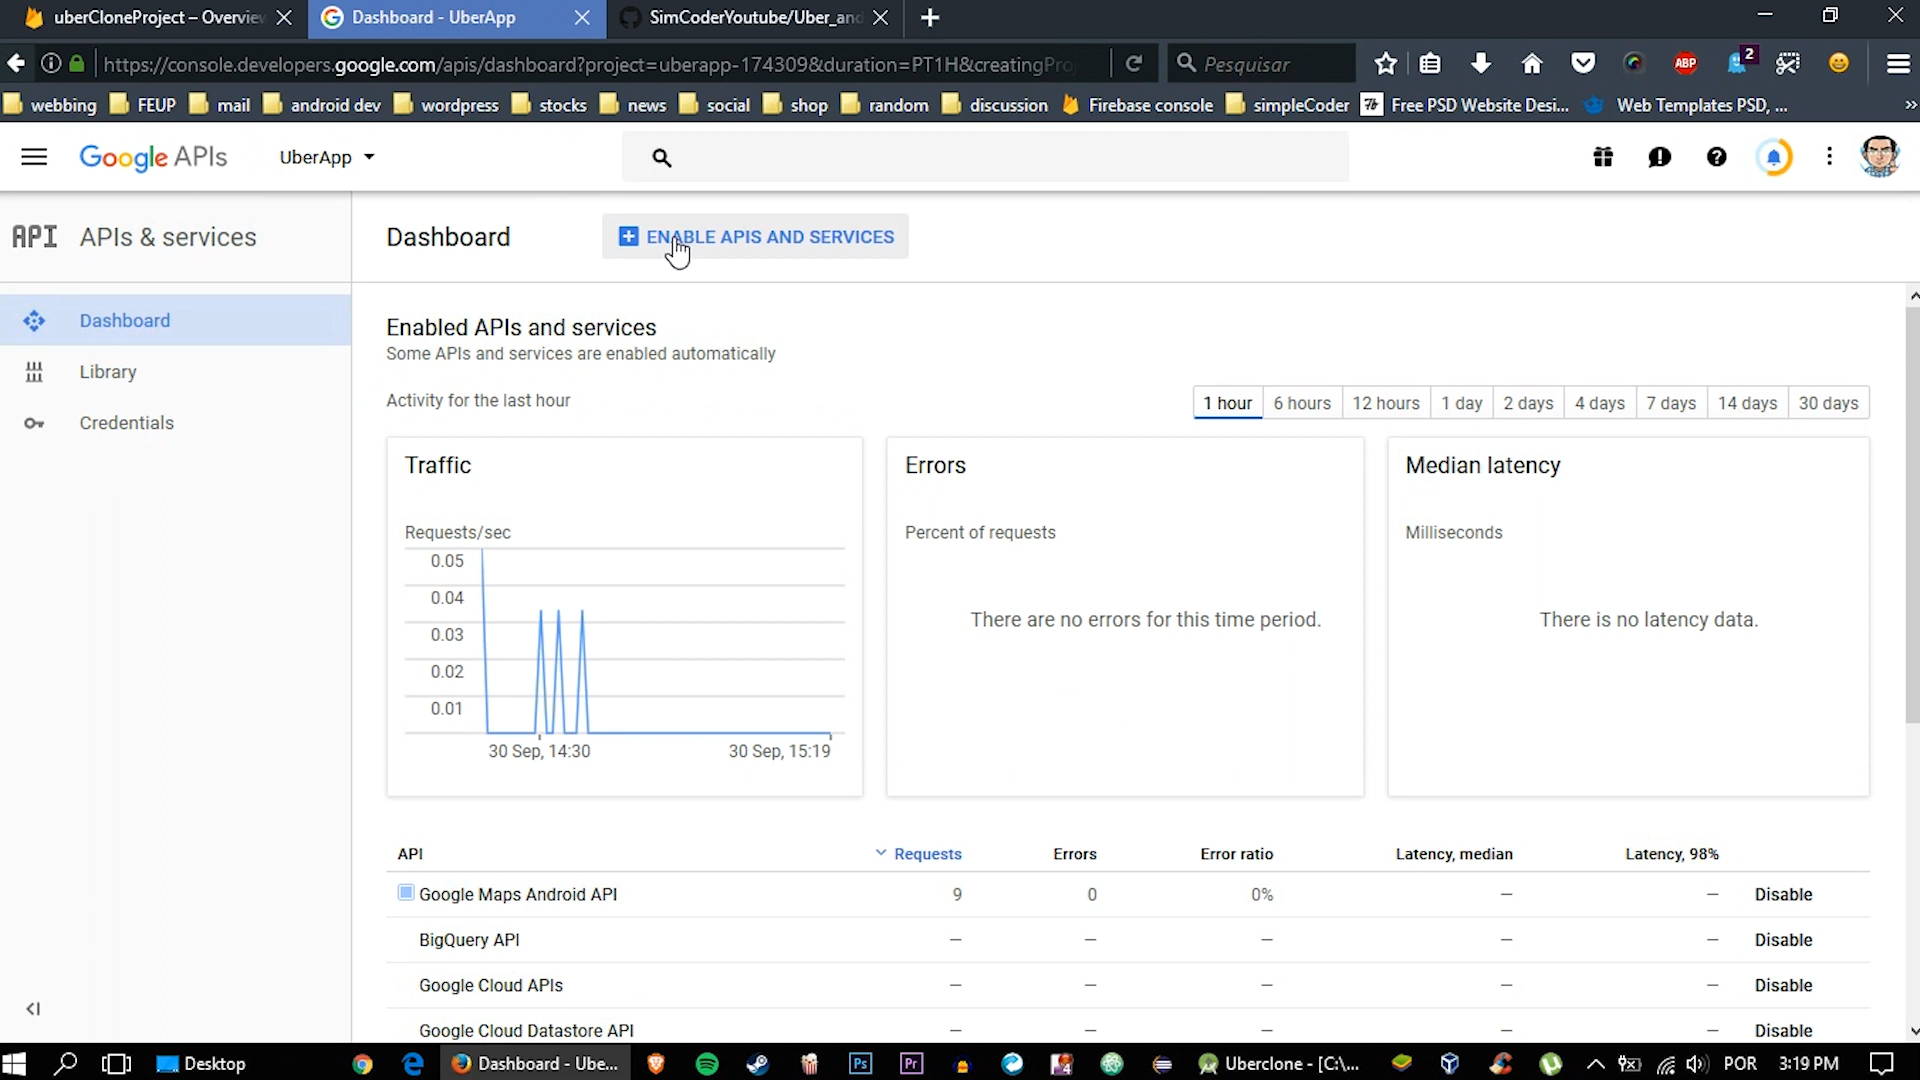 uberCloneProject – Overview
Dashboard - UberApp
SimCoderYoutube/Uber_and
https://console.developers.google.com/apis/dashboard?project=uberapp-174309&duration=PT1H&creatingPro
Pesquisar
ABP
2
webbing
FEUP
mail
android dev
wordpress
stocks
news
social
shop
random
discussion
Firebase console
simpleCoder
Free PSD Website Desi...
Web Templates PSD, ...
Google APIs
UberApp
API
APIs & services
Dashboard
ENABLE APIS AND SERVICES
Dashboard
Library
Credentials
Enabled APIs and services
Some APIs and services are enabled automatically
Activity for the last hour
1 hour 6 hours 12 hours 1 day 2 days 4 days 7 days 14 days 30 days
Traffic
Requests/sec
0.05
0.04
0.03
0.02
0.01
30 Sep, 14:30 30 Sep, 15:19
Errors
Percent of requests
There are no errors for this time period.
Median latency
Milliseconds
There is no latency data.
API Requests Errors Error ratio Latency, median Latency, 98%
Google Maps Android API 9 0 0% — — Disable
BigQuery API — — — — — Disable
Google Cloud APIs — — — — — Disable
Google Cloud Datastore API — — — — — Disable
Desktop
Dashboard - Ube...
Ps
Pr
Uberclone - [C:\...
POR
3:19 PM